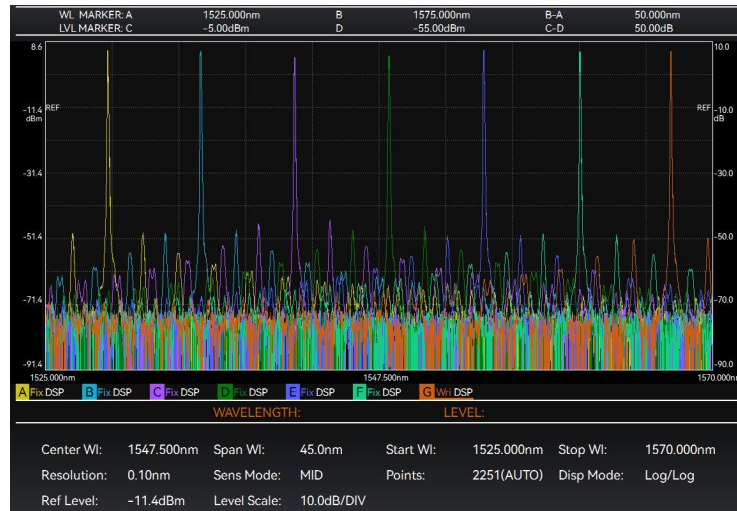 WL MARKER: A 1525.000nm B 1575.000nm B-A 50.000nm
LVL MARKER: C -5.00dBm D -55.00dBm C-D 50.00dB
8.6 10.0
-11.4 REF REF -10.0
dBm dB
-31.4 -30.0
-51.4 -50.0
-71.4 -70.0
-91.4 -90.0
1525.000nm 1547.500nm 1570.000nm
A Fix DSP B Fix DSP C Fix DSP D Fix DSP E Fix DSP F Fix DSP G Wri DSP
WAVELENGTH: LEVEL:
Center Wl: 1547.500nm Span Wl: 45.0nm Start Wl: 1525.000nm Stop Wl: 1570.000nm
Resolution: 0.10nm Sens Mode: MID Points: 2251(AUTO) Disp Mode: Log/Log
Ref Level: -11.4dBm Level Scale: 10.0dB/DIV